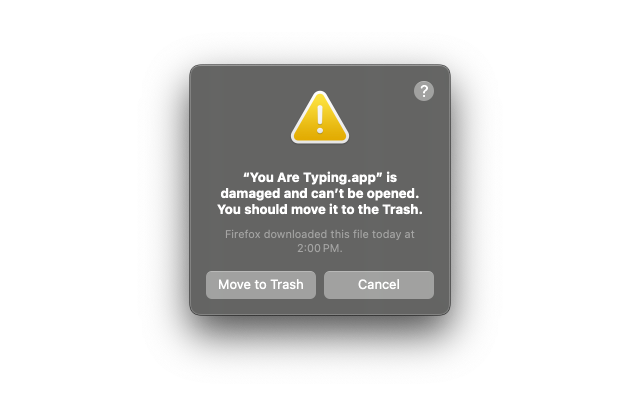 ?
“You Are Typing.app” is
damaged and can’t be opened.
You should move it to the Trash.
Firefox downloaded this file today at
2:00 PM.
Move to Trash
Cancel